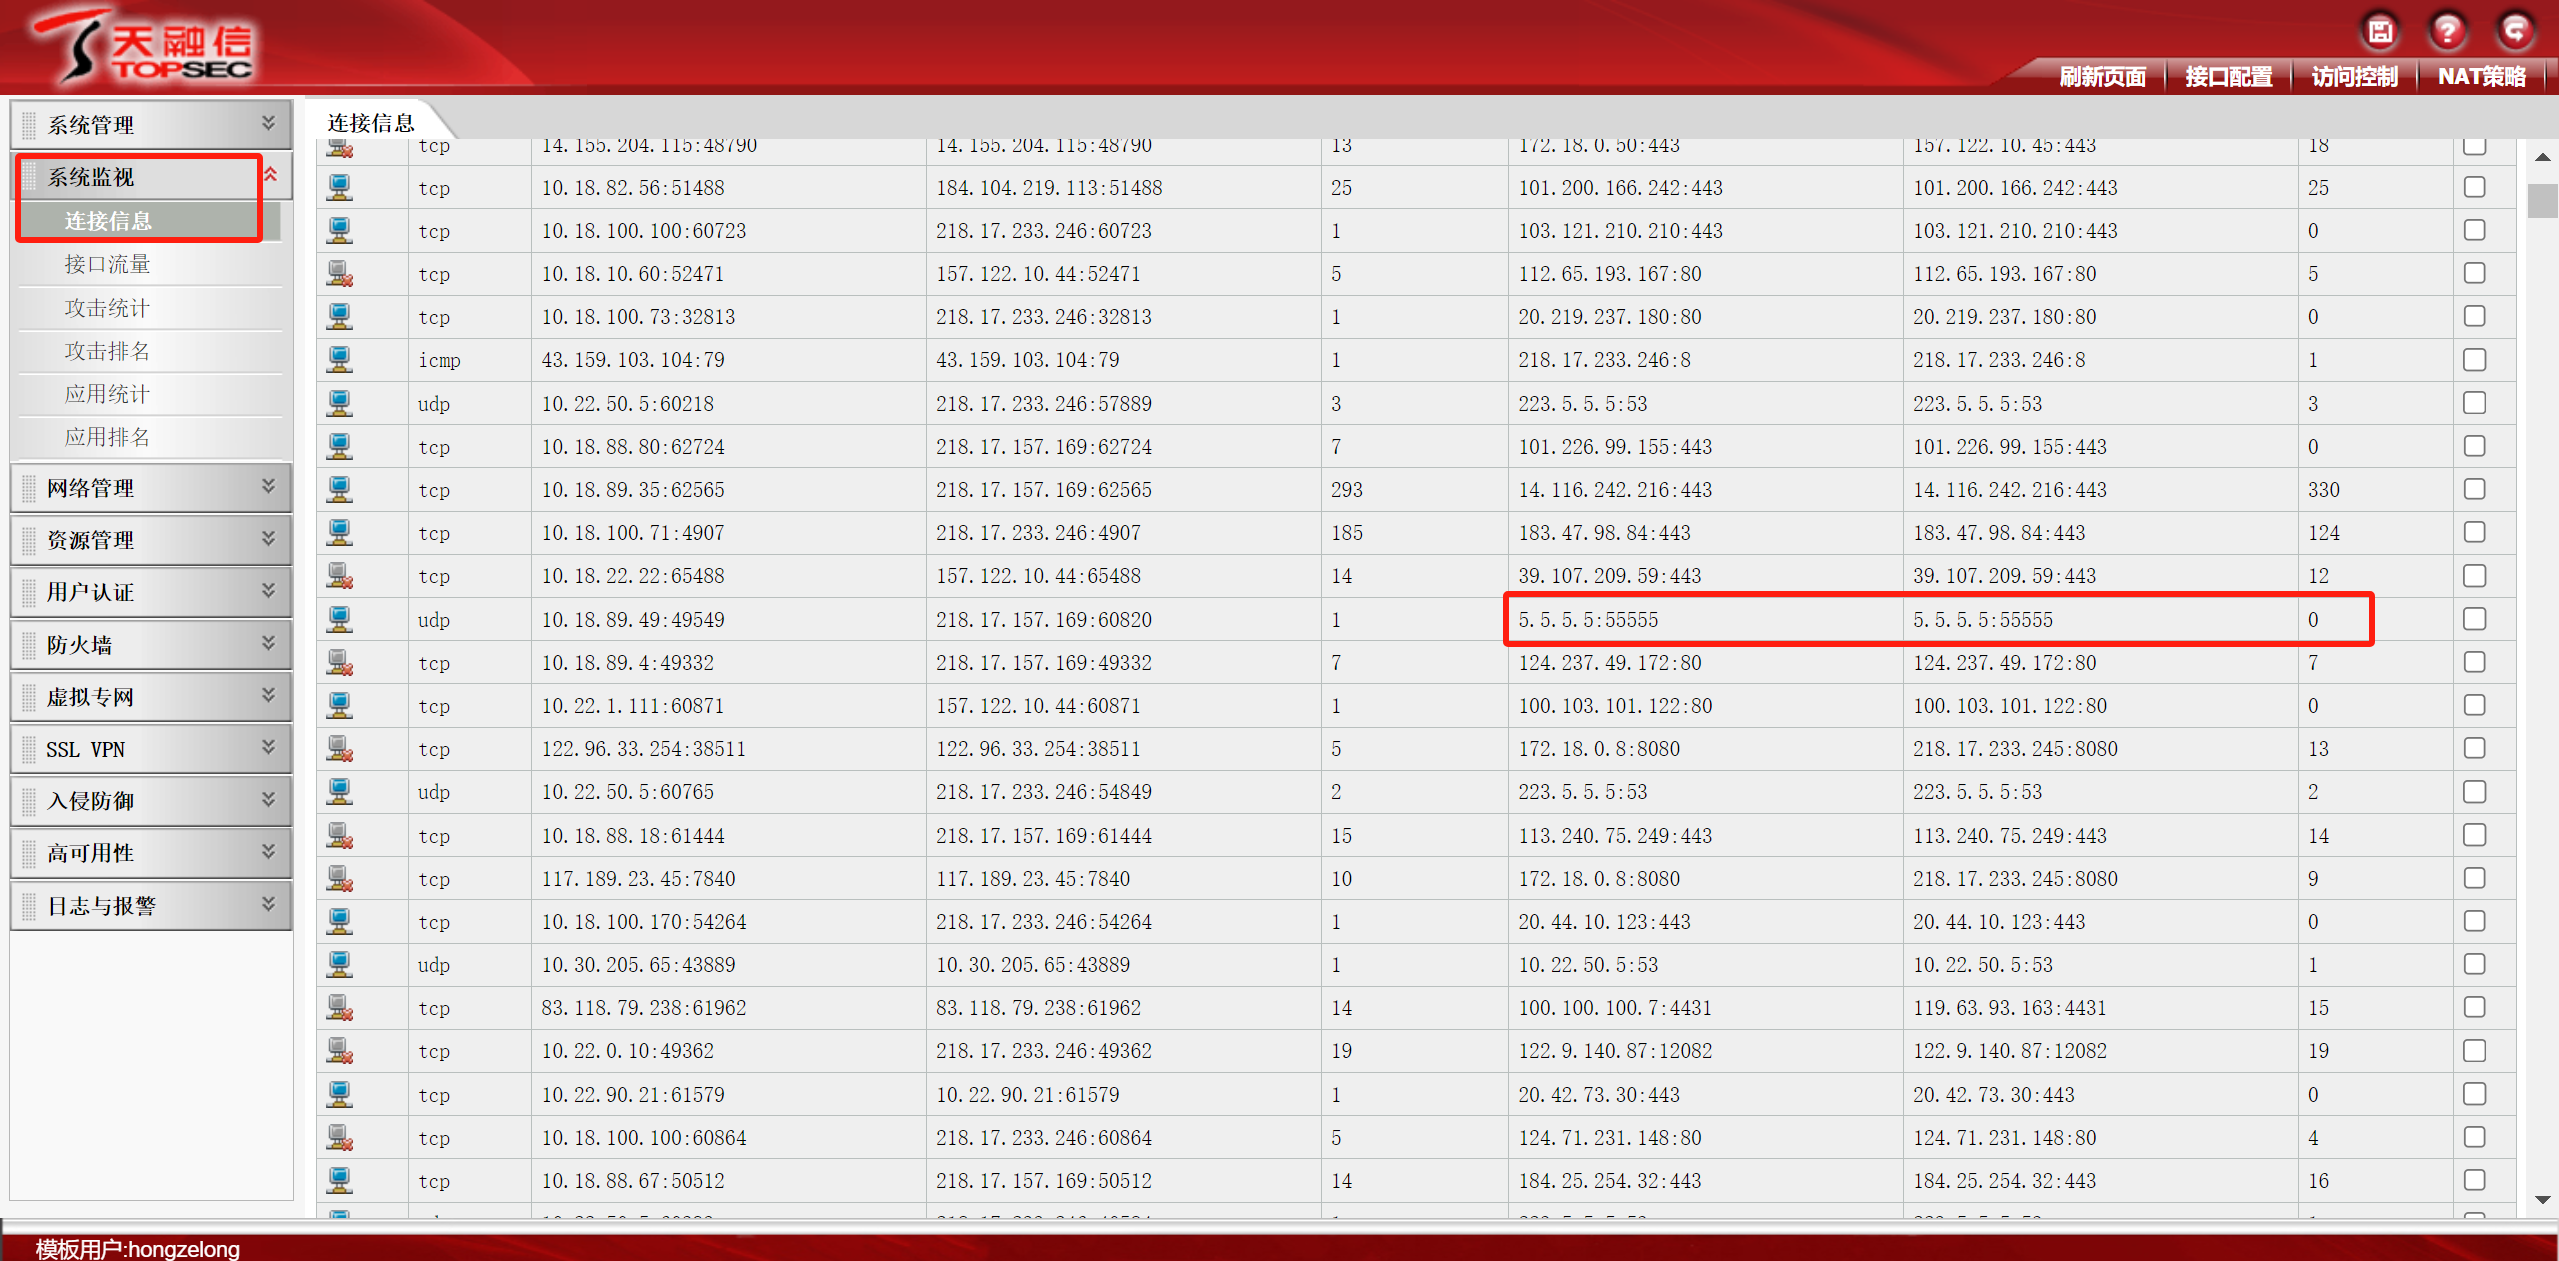 天融信
TOPSEC
刷新页面 接口配置 访问控制 NAT策略
系统管理
系统监视
连接信息
接口流量
攻击统计
攻击排名
应用统计
应用排名
网络管理
资源管理
用户认证
防火墙
虚拟专网
SSL VPN
入侵防御
高可用性
日志与报警
连接信息
tcp 14.155.204.115:48790 14.155.204.115:48790 13 172.18.0.50:443 157.122.10.45:443 18
tcp 10.18.82.56:51488 184.104.219.113:51488 25 101.200.166.242:443 101.200.166.242:443 25
tcp 10.18.100.100:60723 218.17.233.246:60723 1 103.121.210.210:443 103.121.210.210:443 0
tcp 10.18.10.60:52471 157.122.10.44:52471 5 112.65.193.167:80 112.65.193.167:80 5
tcp 10.18.100.73:32813 218.17.233.246:32813 1 20.219.237.180:80 20.219.237.180:80 0
icmp 43.159.103.104:79 43.159.103.104:79 1 218.17.233.246:8 218.17.233.246:8 1
udp 10.22.50.5:60218 218.17.233.246:57889 3 223.5.5.5:53 223.5.5.5:53 3
tcp 10.18.88.80:62724 218.17.157.169:62724 7 101.226.99.155:443 101.226.99.155:443 0
tcp 10.18.89.35:62565 218.17.157.169:62565 293 14.116.242.216:443 14.116.242.216:443 330
tcp 10.18.100.71:4907 218.17.233.246:4907 185 183.47.98.84:443 183.47.98.84:443 124
tcp 10.18.22.22:65488 157.122.10.44:65488 14 39.107.209.59:443 39.107.209.59:443 12
udp 10.18.89.49:49549 218.17.157.169:60820 1 5.5.5.5:55555 5.5.5.5:55555 0
tcp 10.18.89.4:49332 218.17.157.169:49332 7 124.237.49.172:80 124.237.49.172:80 7
tcp 10.22.1.111:60871 157.122.10.44:60871 1 100.103.101.122:80 100.103.101.122:80 0
tcp 122.96.33.254:38511 122.96.33.254:38511 5 172.18.0.8:8080 218.17.233.245:8080 13
udp 10.22.50.5:60765 218.17.233.246:54849 2 223.5.5.5:53 223.5.5.5:53 2
tcp 10.18.88.18:61444 218.17.157.169:61444 15 113.240.75.249:443 113.240.75.249:443 14
tcp 117.189.23.45:7840 117.189.23.45:7840 10 172.18.0.8:8080 218.17.233.245:8080 9
tcp 10.18.100.170:54264 218.17.233.246:54264 1 20.44.10.123:443 20.44.10.123:443 0
udp 10.30.205.65:43889 10.30.205.65:43889 1 10.22.50.5:53 10.22.50.5:53 1
tcp 83.118.79.238:61962 83.118.79.238:61962 14 100.100.100.7:4431 119.63.93.163:4431 15
tcp 10.22.0.10:49362 218.17.233.246:49362 19 122.9.140.87:12082 122.9.140.87:12082 19
tcp 10.22.90.21:61579 10.22.90.21:61579 1 20.42.73.30:443 20.42.73.30:443 0
tcp 10.18.100.100:60864 218.17.233.246:60864 5 124.71.231.148:80 124.71.231.148:80 4
tcp 10.18.88.67:50512 218.17.157.169:50512 14 184.25.254.32:443 184.25.254.32:443 16
模板用户:hongzelong